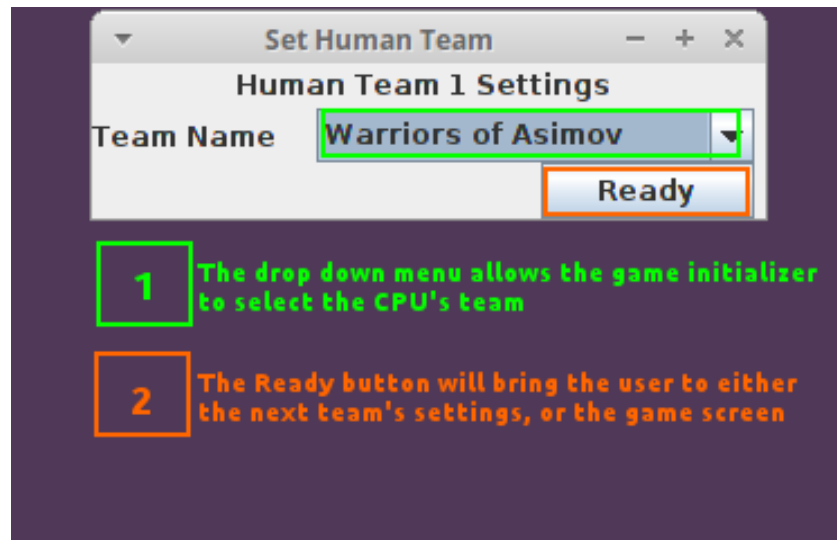 Set Human Team
Human Team 1 Settings
Team Name Warriors of Asimov
Ready
1 The drop down menu allows the game initializer
to select the CPU's team
2 The Ready button will bring the user to either
the next team's settings, or the game screen